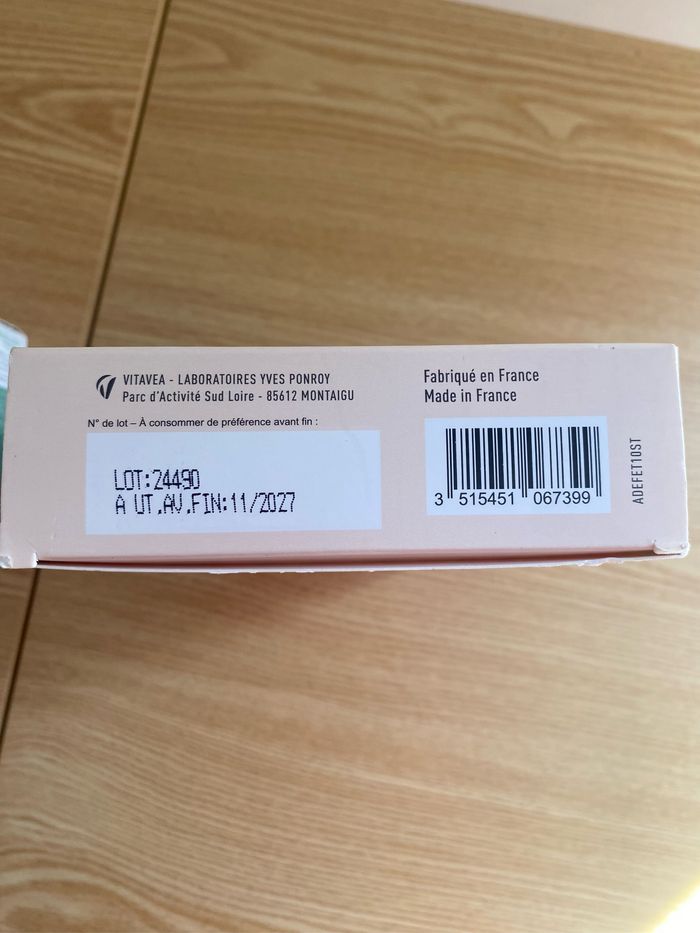 VITAVEA - LABORATOIRES YVES PONROY
Parc d'Activité Sud Loire - 85612 MONTAIGU
N° de lot – À consommer de préférence avant fin :
LOT:24490
A UT.AV.FIN:11/2027
Fabriqué en France
Made in France
3 515451 067399
ADEFET10ST